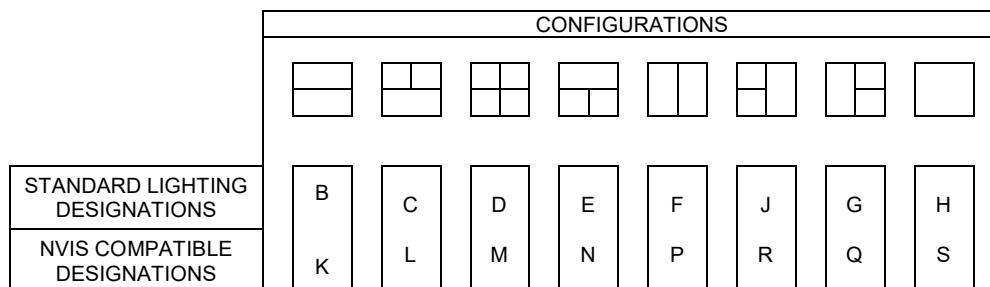 CONFIGURATIONS
STANDARD LIGHTING
DESIGNATIONS
B C D E F J G H
NVIS COMPATIBLE
DESIGNATIONS
K L M N P R Q S